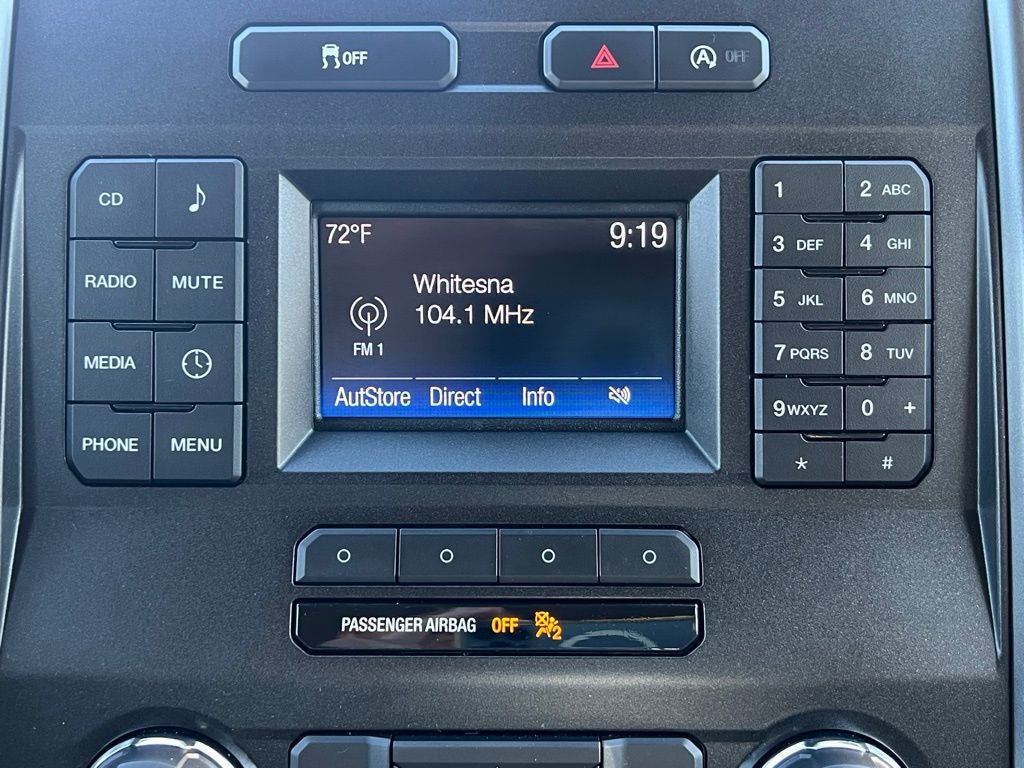 OFF
A OFF
CD
RADIO MUTE
MEDIA
PHONE MENU
72°F 9:19
Whitesna
104.1 MHz
FM 1
AutStore Direct Info
1 2 ABC
3 DEF 4 GHI
5 JKL 6 MNO
7 PQRS 8 TUV
9 WXYZ 0 +
* #
PASSENGER AIRBAG OFF 2